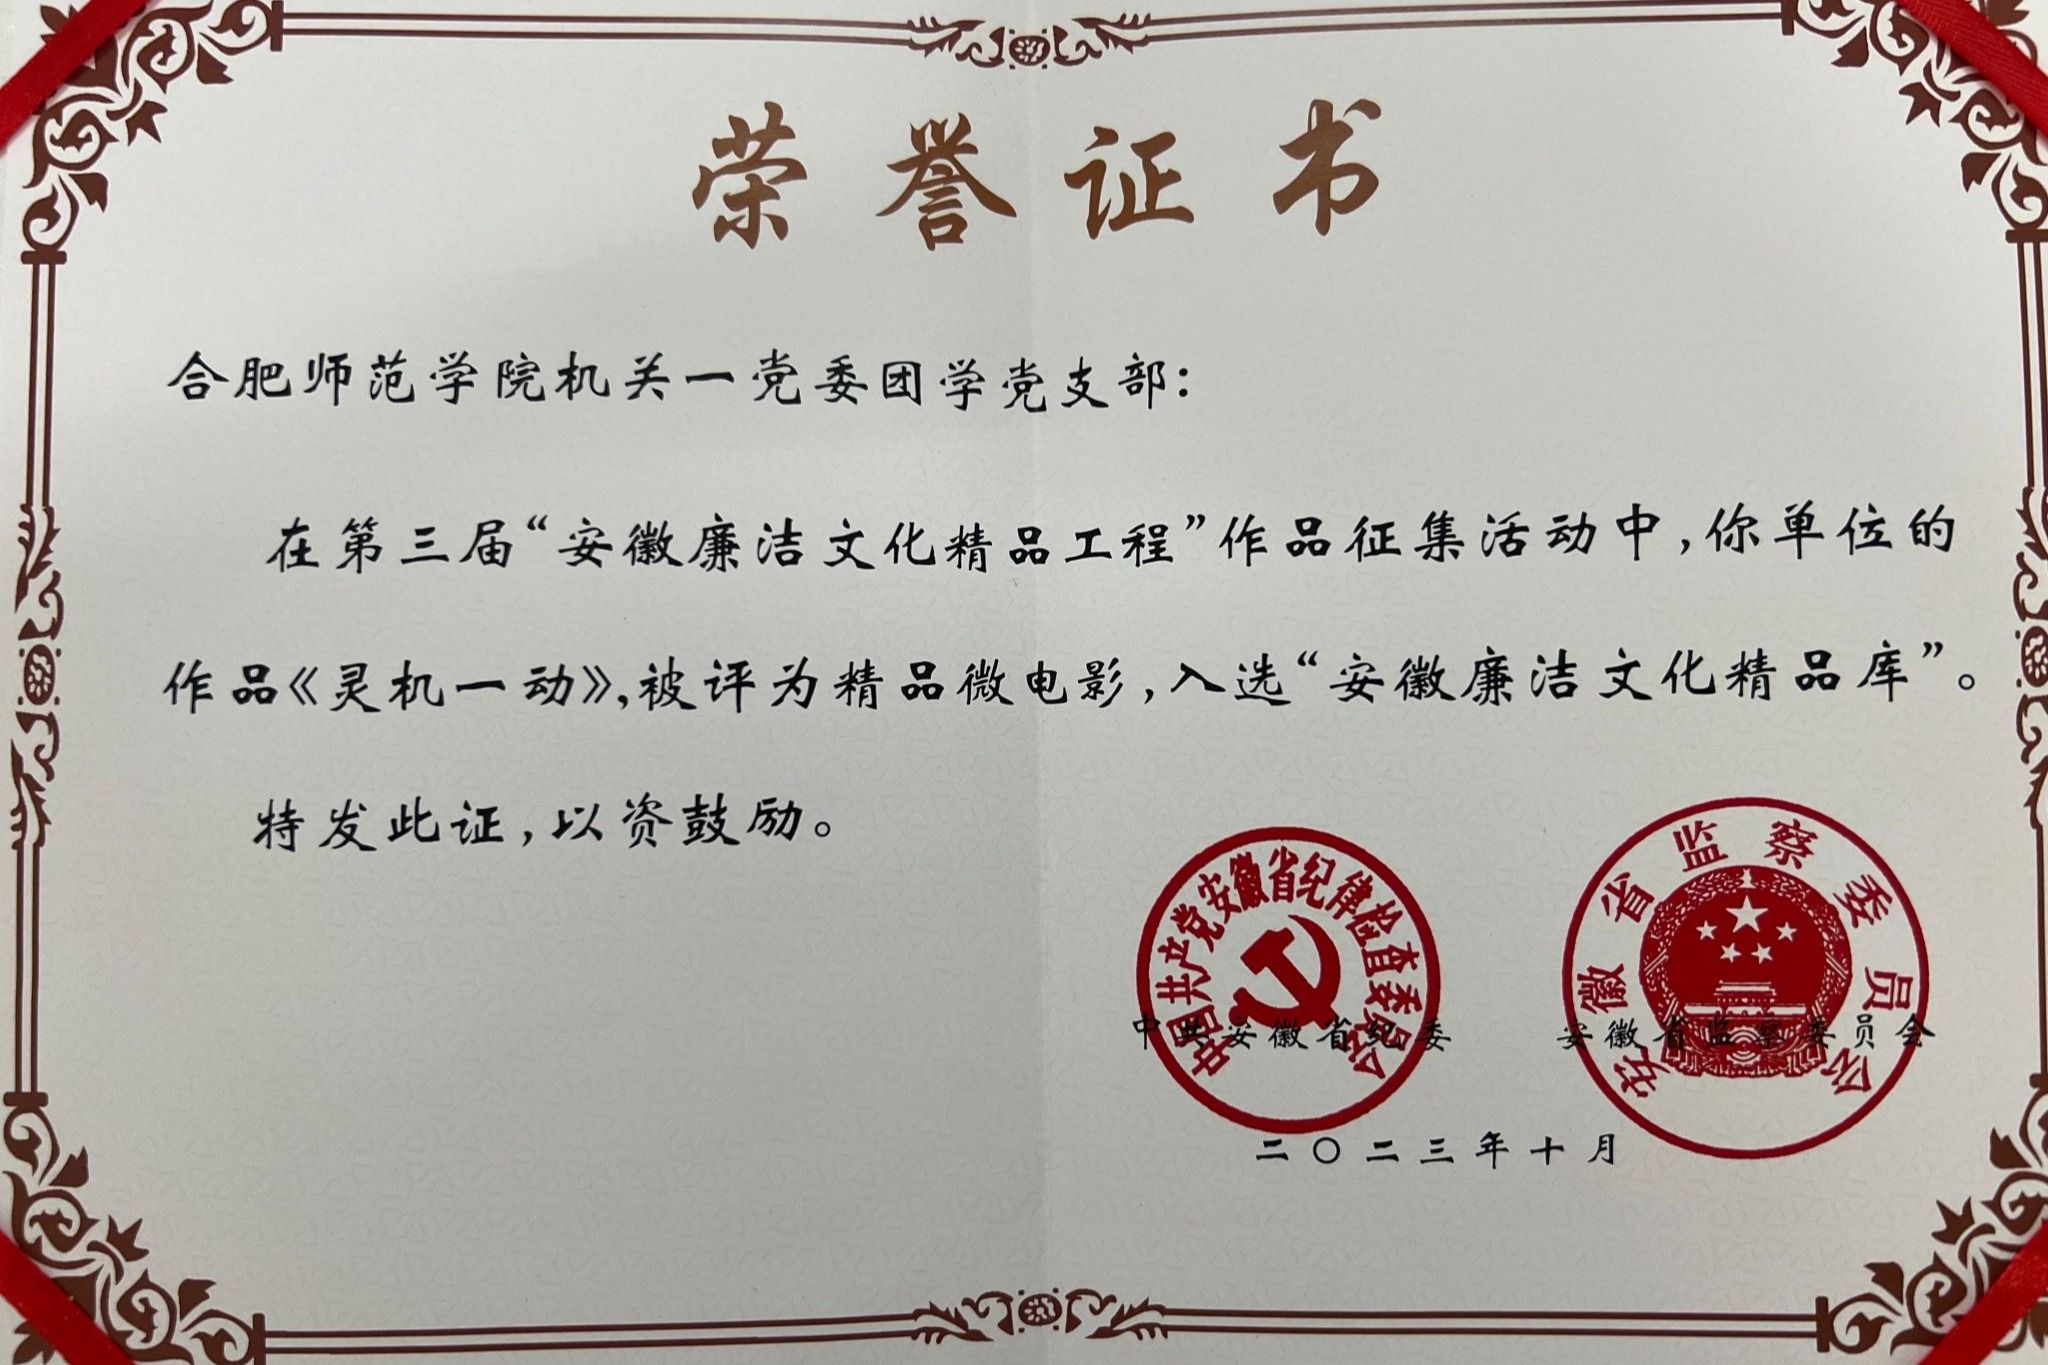 荣誉证书
合肥师范学院机关一党委团学党支部：
在第三届“安徽廉洁文化精品工程”作品征集活动中，你单位的
作品《灵机一动》，被评为精品微电影，入选“安徽廉洁文化精品库”。
特发此证，以资鼓励。
中国共产党安徽省纪律检查委员会
安徽省监察委员会
中共安徽省纪委 安徽省监察委员会
二〇二三年十月